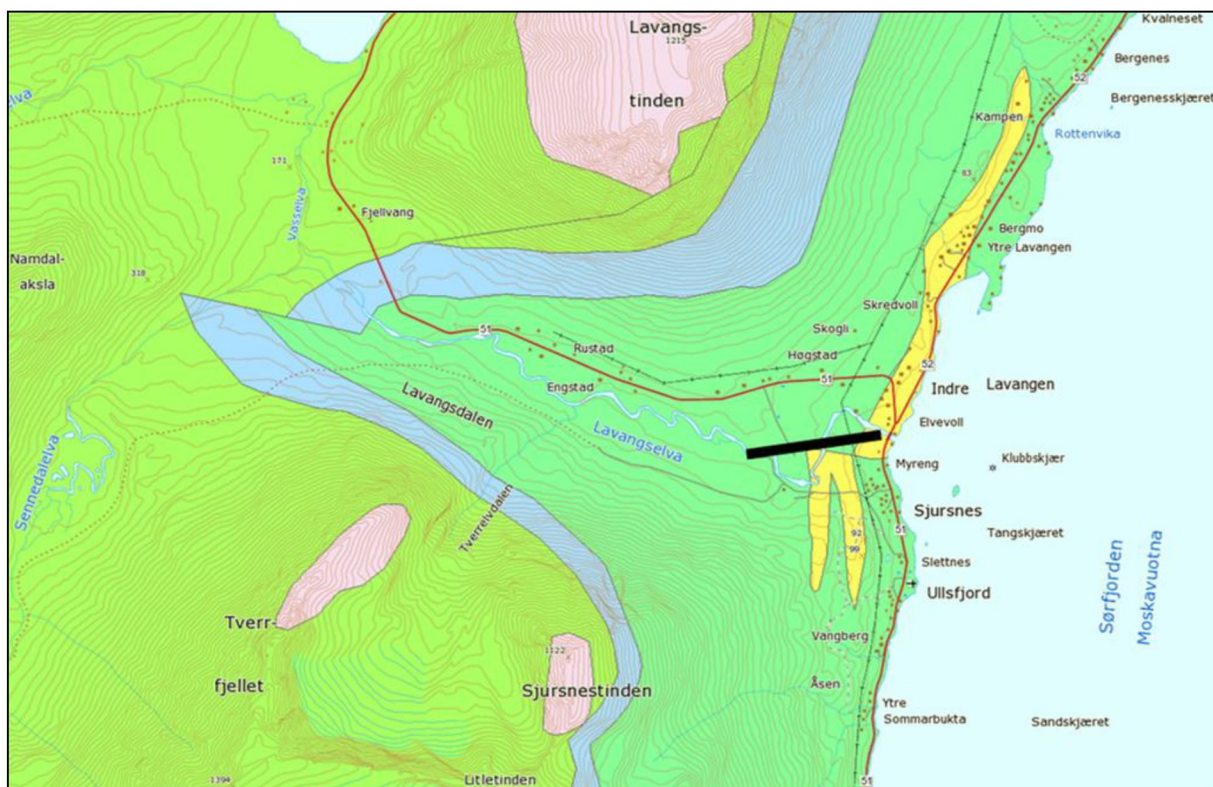 Kvalneset
Lavangs-
1215
tinden
52
Bergenes
Bergenesskjæret
elva
Kampen
Rottenvika
171
83
Vasselva
Fjellvang
Bergmo
Ytre Lavangen
Namdal-
aksla
318
Skredvoll
51
Skogli
Rustad
Høgstad
52
51
Engstad
Indre Lavangen
Lavangsdalen
Elvevoll
Lavangselva
Myreng
Klubbskjær
Sennedalelva
Tverrelvdalen
Sjursnes
51
92
Tangskjæret
99
Slettnes
Ullsfjord
Sørfjorden
Moskavuotna
Tverr-
fjellet
Vangberg
1122
Sjursnestinden
Åsen
Ytre
Sommarbukta
Sandskjæret
1394
Litletinden
51